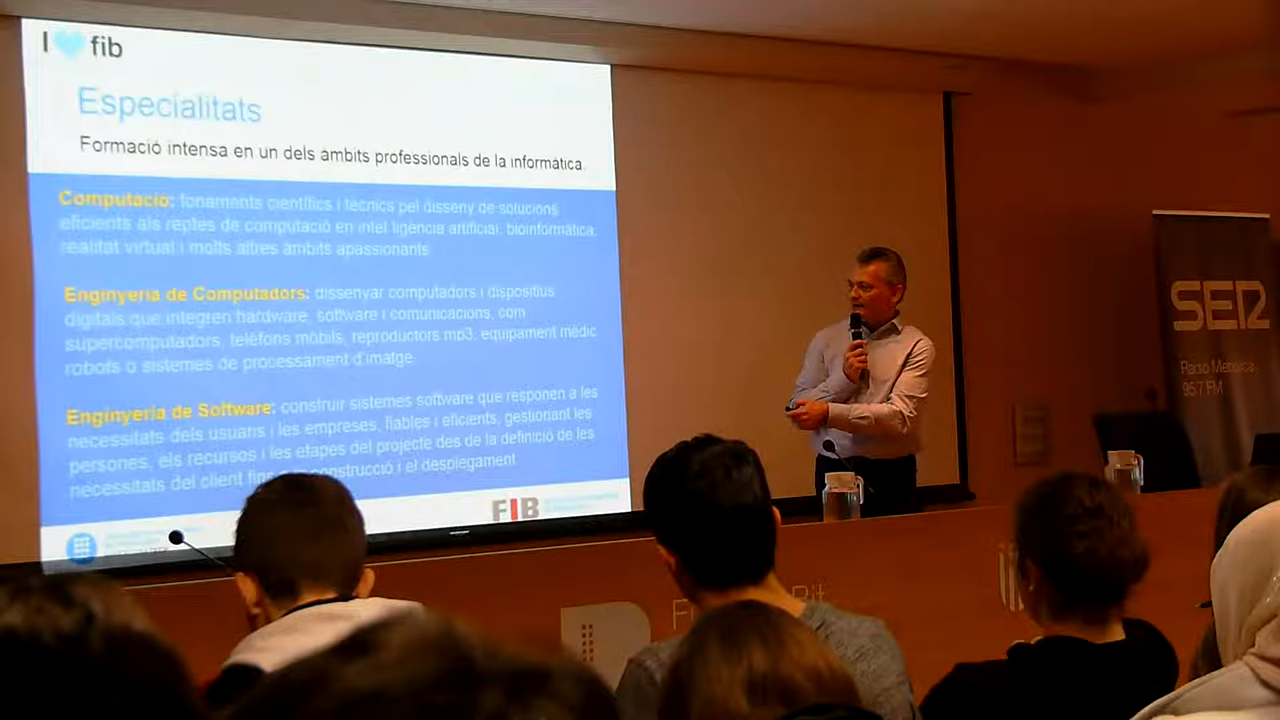 I fib
Especialitats
Formació intensa en un dels àmbits professionals de la informàtica.
Computació: fonaments científics i tècnics pel disseny de solucions
eficients als reptes de computació en intel·ligència artificial, bioinformàtica,
realitat virtual i molts altres àmbits apassionants.
Enginyeria de Computadors: dissenyar computadors i dispositius
digitals que integren hardware, software i comunicacions, com
supercomputadors, telèfons mòbils, reproductors mp3, equipament mèdic
robots o sistemes de processament d'imatge.
Enginyeria de Software: construir sistemes software que responen a les
necessitats dels usuaris i les empreses, fiables i eficients, gestionant les
persones, els recursos i les etapes del projecte des de la definició de les
necessitats del client fins construcció i el desplegament
FIB
SER
Ràdio Menorca
95.7 FM